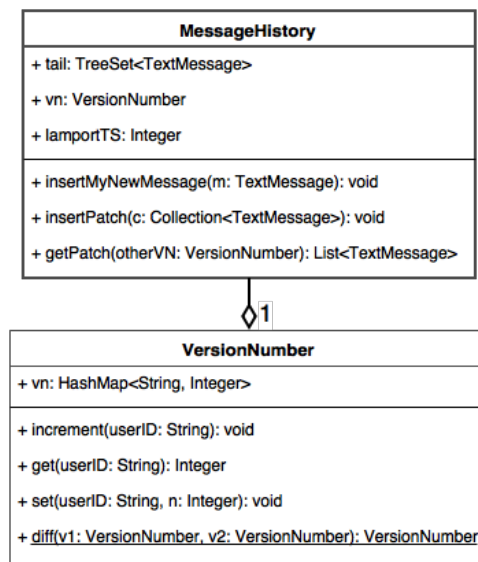 MessageHistory
+ tail: TreeSet<TextMessage>
+ vn: VersionNumber
+ lamportTS: Integer
+ insertMyNewMessage(m: TextMessage): void
+ insertPatch(c: Collection<TextMessage>): void
+ getPatch(otherVN: VersionNumber): List<TextMessage>
1
VersionNumber
+ vn: HashMap<String, Integer>
+ increment(userID: String): void
+ get(userID: String): Integer
+ set(userID: String, n: Integer): void
+ diff(v1: VersionNumber, v2: VersionNumber): VersionNumber